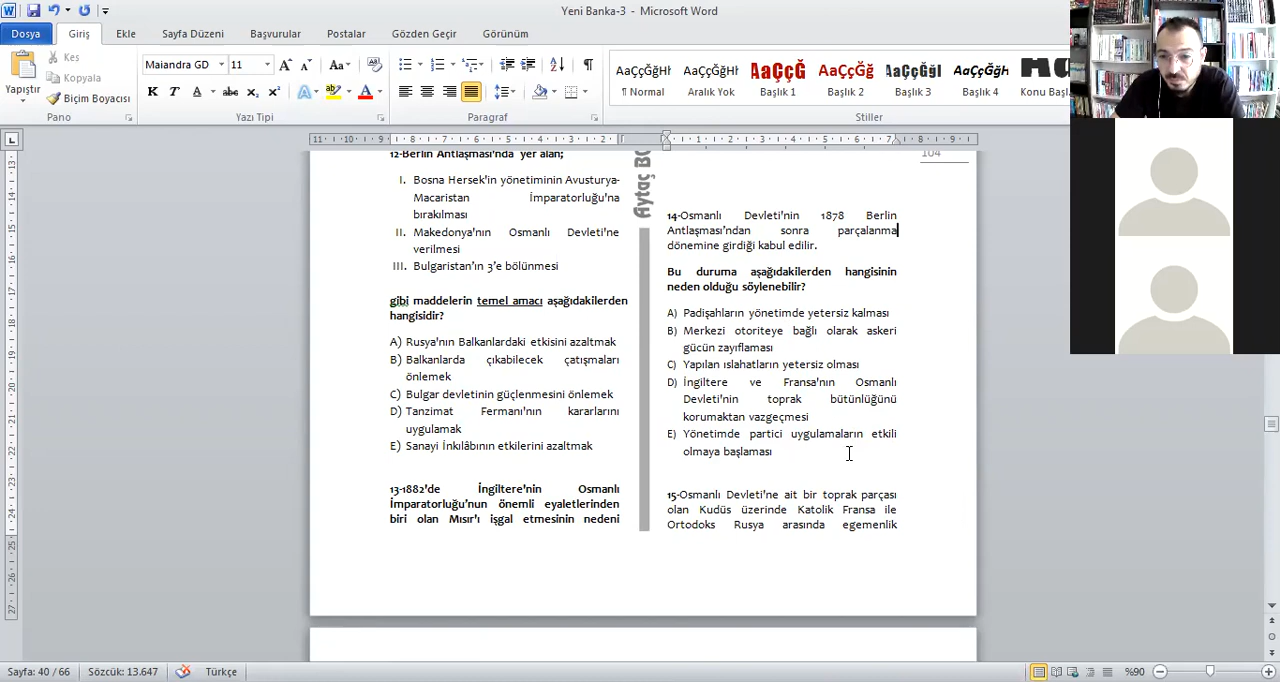 Yeni Banka-3 - Microsoft Word
Dosya Giriş Ekle Sayfa Düzeni Başvurular Postalar Gözden Geçir Görünüm
Yapıştır
Kes
Kopyala
Biçim Boyacısı
Pano
Maiandra GD 11
Yazı Tipi
Paragraf
AaÇçĞğHł AaÇçĞğHł AaÇçĞ AaÇçĞğ AaÇçĞğl AaÇçĞğH
¶ Normal Aralık Yok Başlık 1 Başlık 2 Başlık 3 Başlık 4 Konu Başl
Stiller
12-Berlin Antlaşması'nda yer alan;
I. Bosna Hersek'in yönetiminin Avusturya-
Macaristan İmparatorluğu'na
bırakılması
II. Makedonya'nın Osmanlı Devleti'ne
verilmesi
III. Bulgaristan'ın 3'e bölünmesi
gibi maddelerin temel amacı aşağıdakilerden
hangisidir?
A) Rusya'nın Balkanlardaki etkisini azaltmak
B) Balkanlarda çıkabilecek çatışmaları
önlemek
C) Bulgar devletinin güçlenmesini önlemek
D) Tanzimat Fermanı'nın kararlarını
uygulamak
E) Sanayi İnkılâbının etkilerini azaltmak
13-1882'de İngiltere'nin Osmanlı
İmparatorluğu'nun önemli eyaletlerinden
biri olan Mısır'ı işgal etmesinin nedeni
Aytaç
104
14-Osmanlı Devleti'nin 1878 Berlin
Antlaşması'ndan sonra parçalanma
dönemine girdiği kabul edilir.
Bu duruma aşağıdakilerden hangisinin
neden olduğu söylenebilir?
A) Padişahların yönetimde yetersiz kalması
B) Merkezi otoriteye bağlı olarak askeri
gücün zayıflaması
C) Yapılan ıslahatların yetersiz olması
D) İngiltere ve Fransa'nın Osmanlı
Devleti'nin toprak bütünlüğünü
korumaktan vazgeçmesi
E) Yönetimde partici uygulamaların etkili
olmaya başlaması
15-Osmanlı Devleti'ne ait bir toprak parçası
olan Kudüs üzerinde Katolik Fransa ile
Ortodoks Rusya arasında egemenlik
Sayfa: 40 / 66 Sözcük: 13.647 Türkçe %90